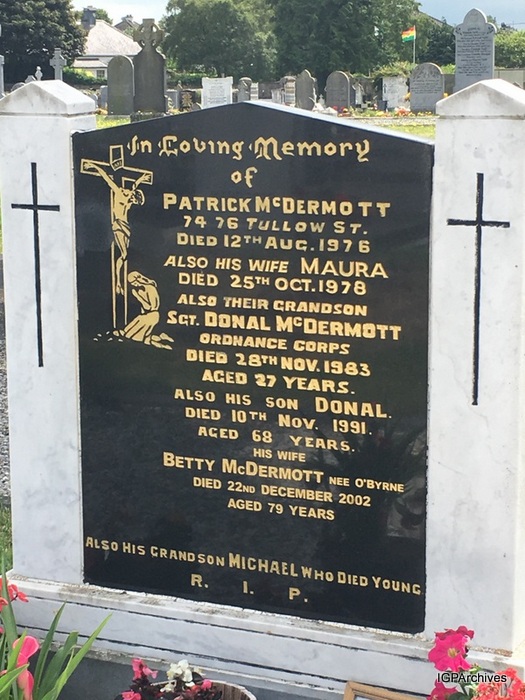 In Loving Memory
of
PATRICK McDERMOTT
74 76 TULLOW ST.
DIED 12TH AUG. 1976
ALSO HIS WIFE MAURA
DIED 25TH OCT. 1978
ALSO THEIR GRANDSON
SGT. DONAL McDERMOTT
ORDNANCE CORPS
DIED 28TH NOV. 1983
AGED 27 YEARS.
ALSO HIS SON DONAL.
DIED 10TH NOV. 1991.
AGED 68 YEARS.
HIS WIFE
BETTY McDERMOTT NEE O'BYRNE
DIED 22ND DECEMBER 2002
AGED 79 YEARS
ALSO HIS GRANDSON MICHAEL WHO DIED YOUNG
R. I. P.
IGPArchives